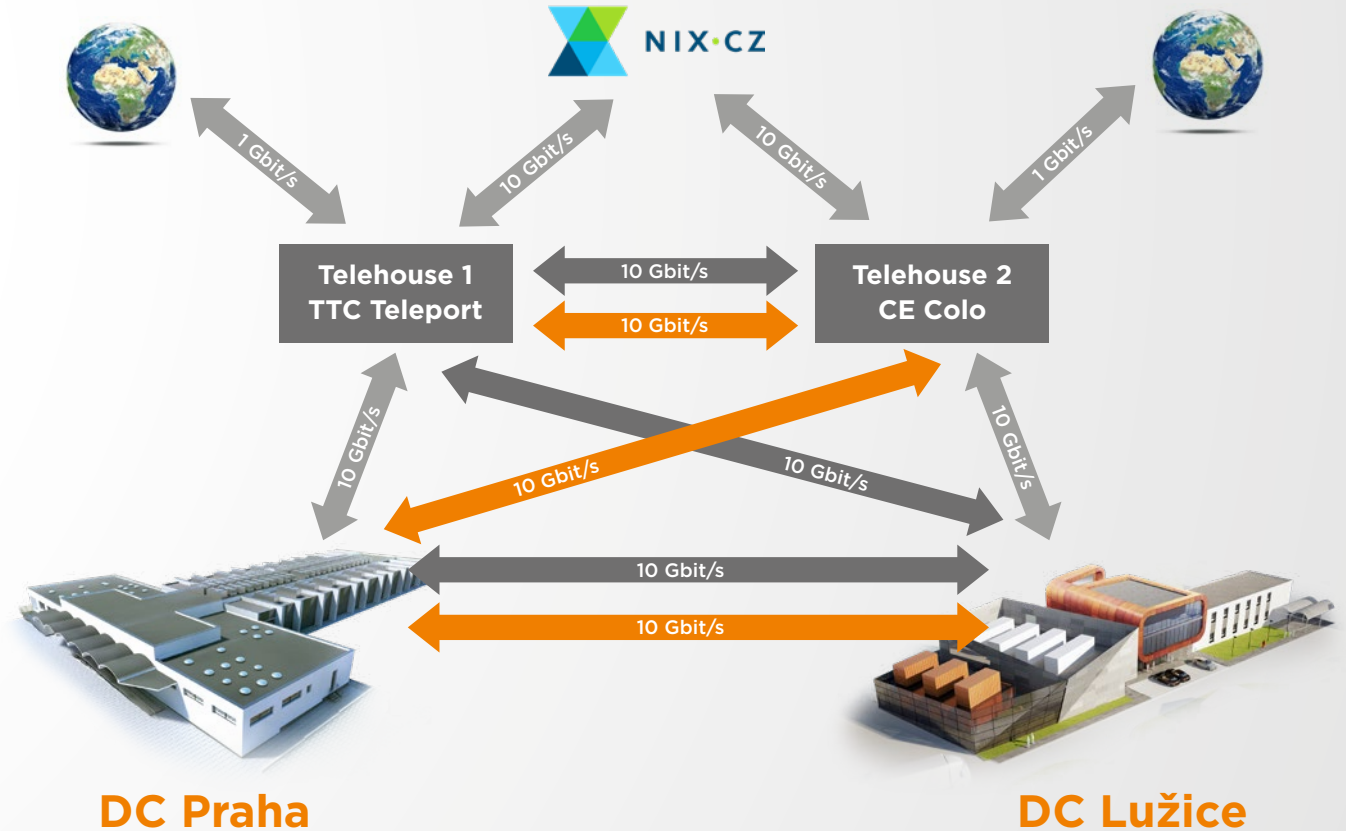 NIX·CZ
1 Gbit/s
10 Gbit/s
10 Gbit/s
1 Gbit/s
Telehouse 1
TTC Teleport
10 Gbit/s
10 Gbit/s
Telehouse 2
CE Colo
10 Gbit/s
10 Gbit/s
10 Gbit/s
10 Gbit/s
10 Gbit/s
10 Gbit/s
DC Praha
DC Lužice